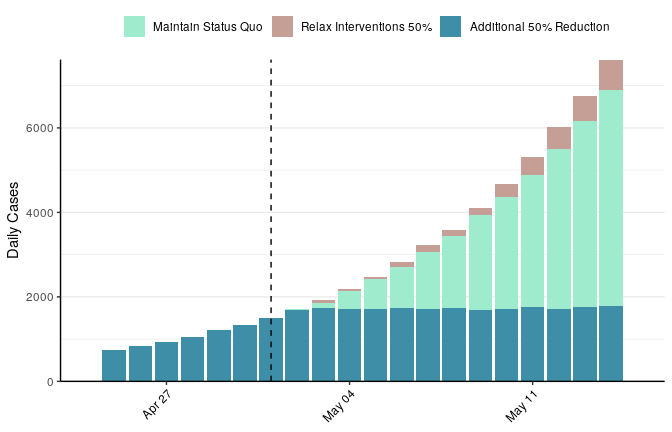 Maintain Status Quo Relax Interventions 50% Additional 50% Reduction
Daily Cases
6000
4000
2000
0
Apr 27 May 04 May 11